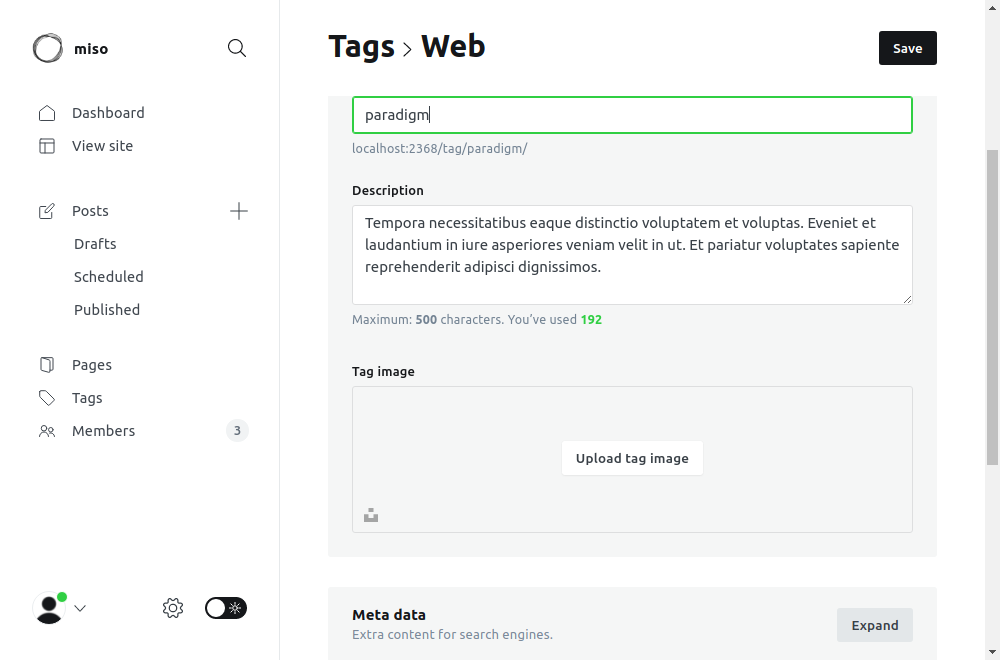 miso
Dashboard
View site
Posts
Drafts
Scheduled
Published
Pages
Tags
Members
3
Tags
Web
Save
paradigm
localhost:2368/tag/paradigm/
Description
Tempora necessitatibus eaque distinctio voluptatem et voluptas. Eveniet et
laudantium in iure asperiores veniam velit in ut. Et pariatur voluptates sapiente
reprehenderit adipisci dignissimos.
Maximum: 500 characters. You’ve used 192
Tag image
Upload tag image
Meta data
Extra content for search engines.
Expand